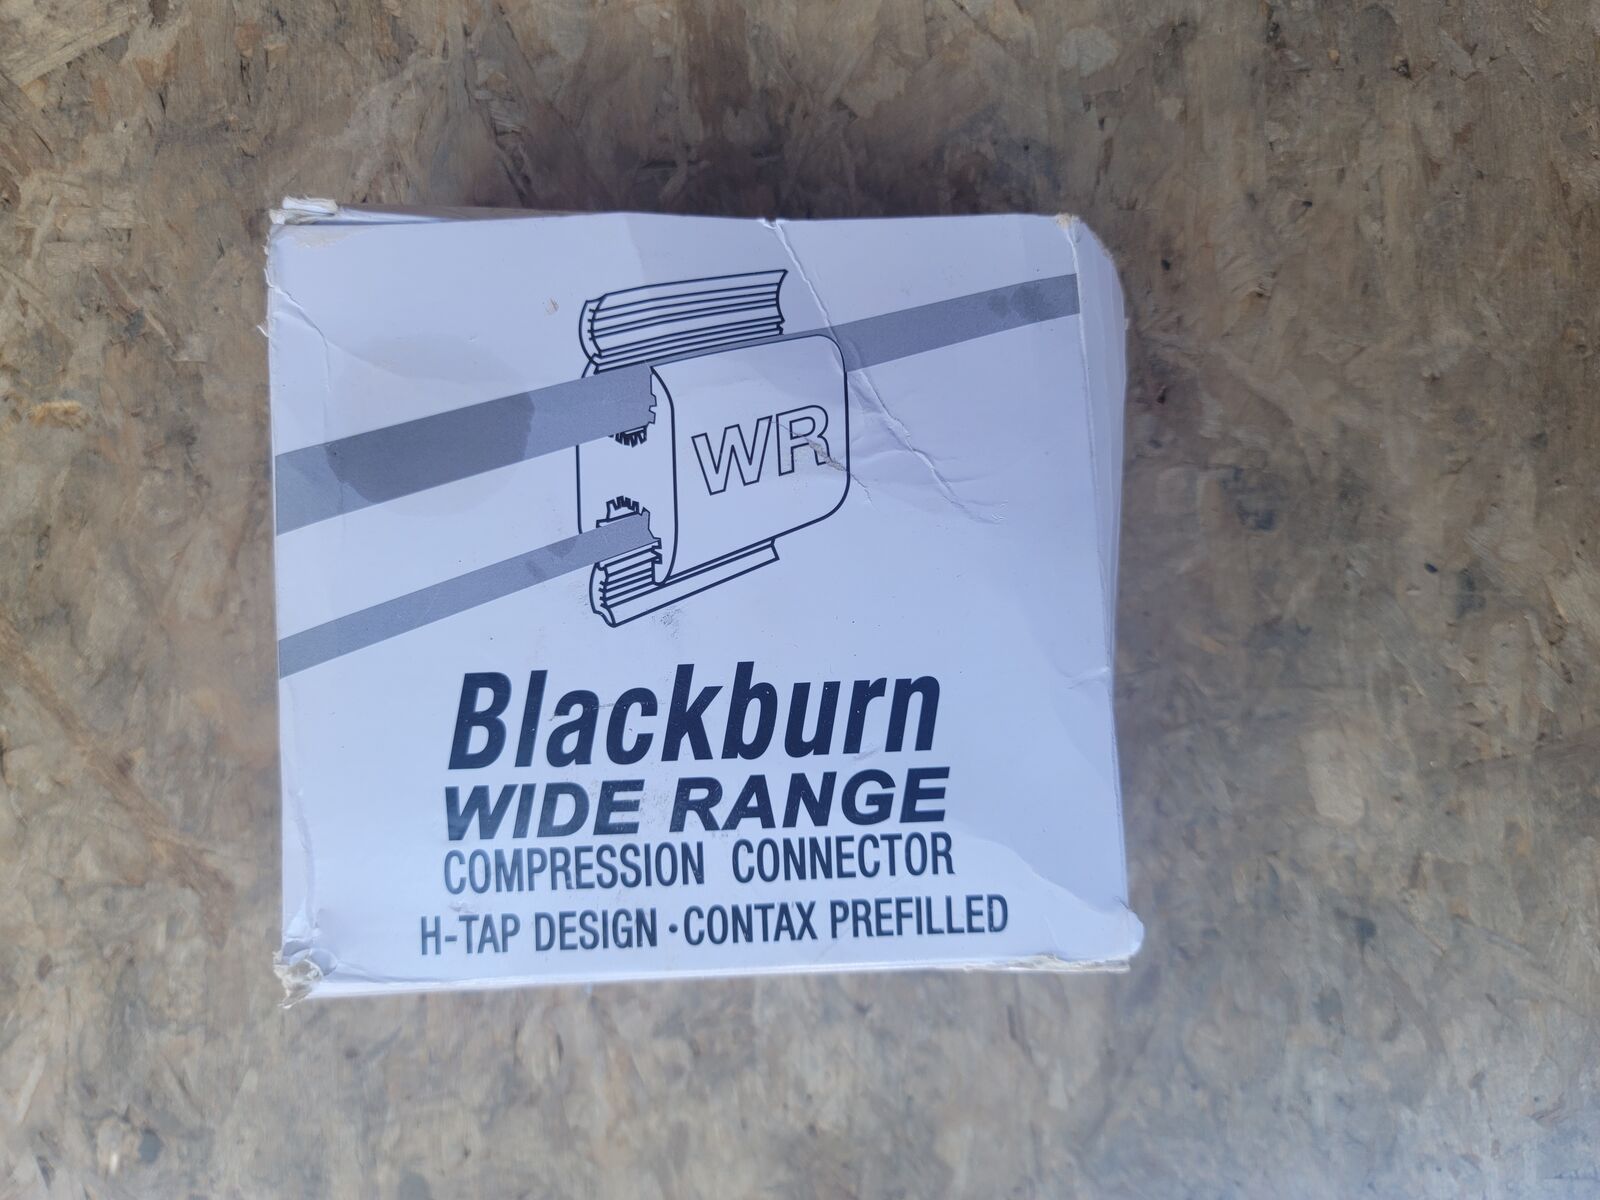 WR
Blackburn
WIDE RANGE
COMPRESSION CONNECTOR
H-TAP DESIGN · CONTAX PREFILLED